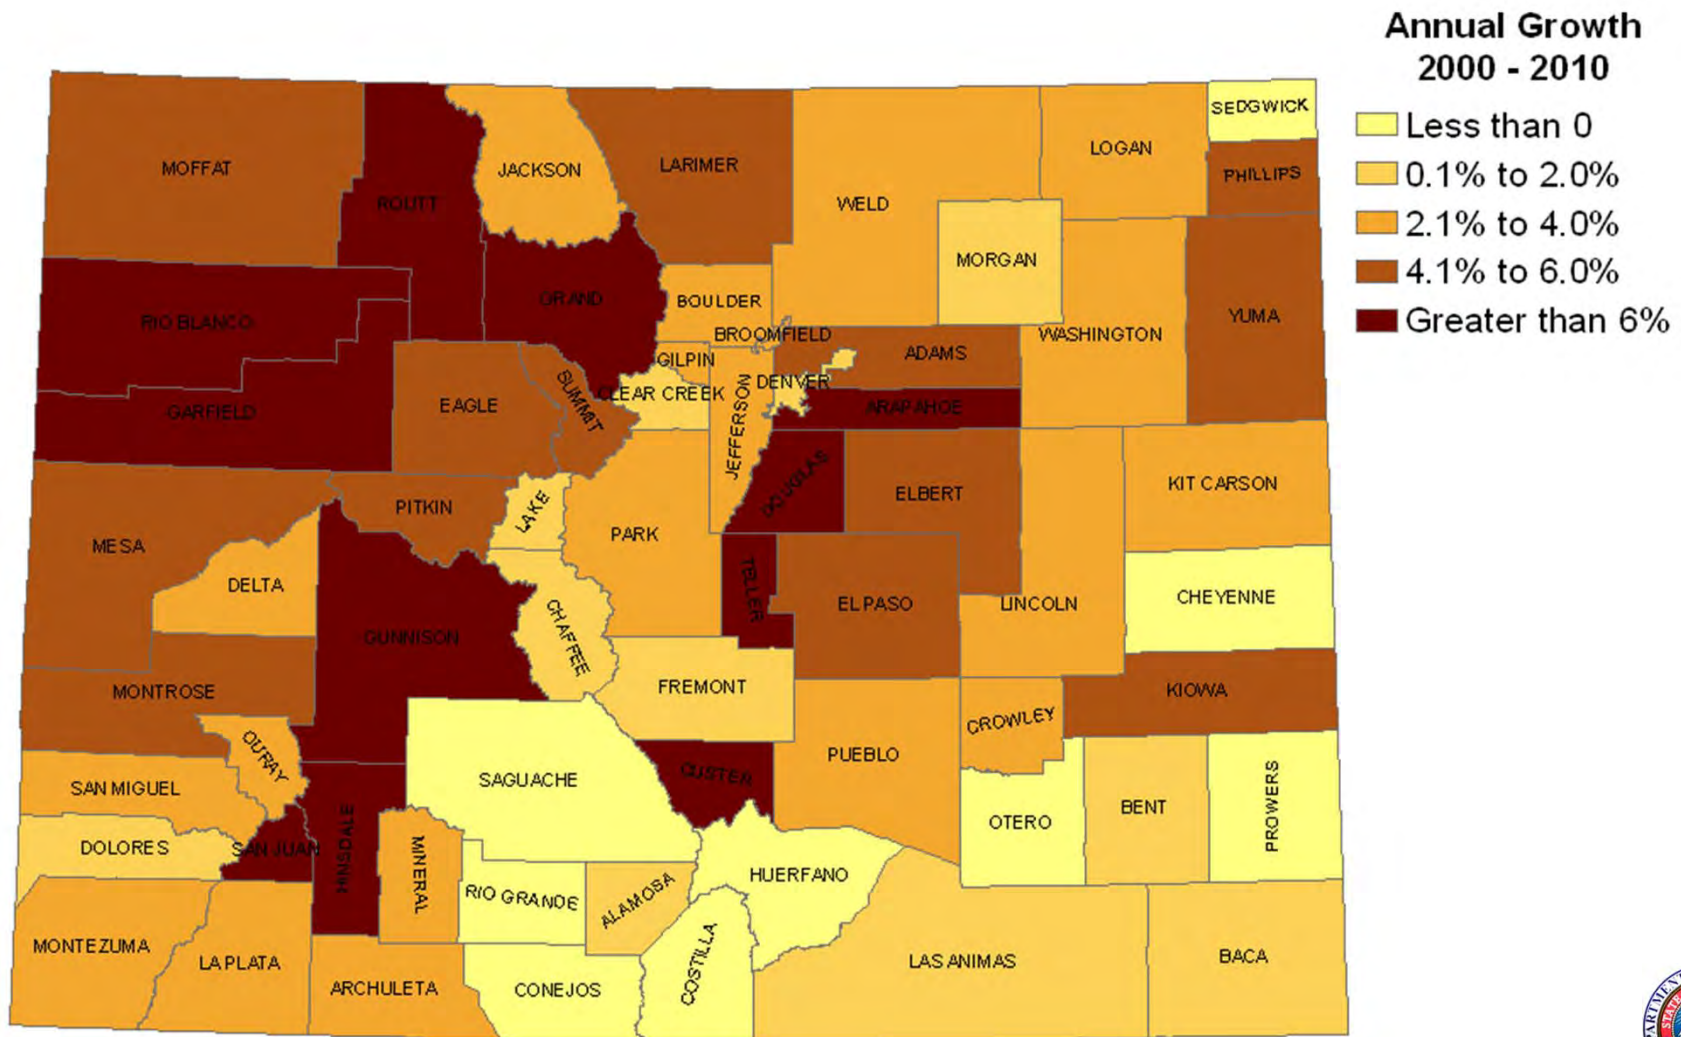 Annual Growth
2000 - 2010
Less than 0
0.1% to 2.0%
2.1% to 4.0%
4.1% to 6.0%
Greater than 6%
SEDGWICK
MOFFAT
JACKSON
LARIMER
LOGAN
PHILLIPS
ROUTT
WELD
MORGAN
GRAND
BOULDER
RIO BLANCO
BROOMFIELD
WASHINGTON
YUMA
GILPIN
ADAMS
CLEAR CREEK
DENVER
GARFIELD
EAGLE
SUMMIT
JEFFERSON
ARAPAHOE
DOUGLAS
ELBERT
KIT CARSON
PITKIN
LAKE
PARK
MESA
DELTA
TELLER
EL PASO
LINCOLN
CHEYENNE
GUNNISON
CHAFFEE
FREMONT
MONTROSE
KIOWA
CROWLEY
OURAY
PUEBLO
CUSTER
SAGUACHE
SAN MIGUEL
BENT
PROWERS
OTERO
DOLORES
SAN JUAN
HINSDALE
MINERAL
RIO GRANDE
ALAMOSA
HUERFANO
MONTEZUMA
LA PLATA
ARCHULETA
CONEJOS
COSTILLA
LAS ANIMAS
BACA
STATE